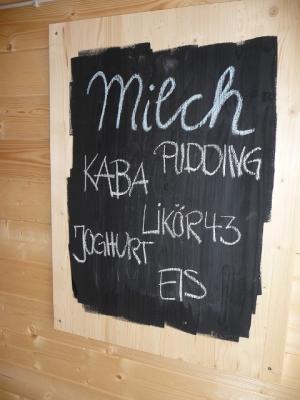 Milch
PUDDING
KABA
LIKÖR43
JOGHURT
EIS